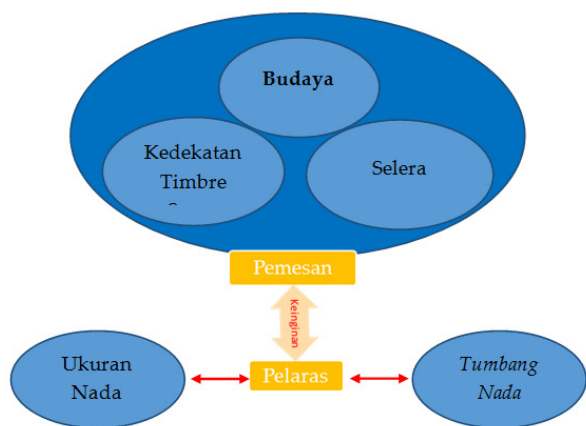 Budaya
Kedekatan
Timbre
Selera
Pemesan
Keinginan
Ukuran
Nada
Pelaras
Tumbang
Nada